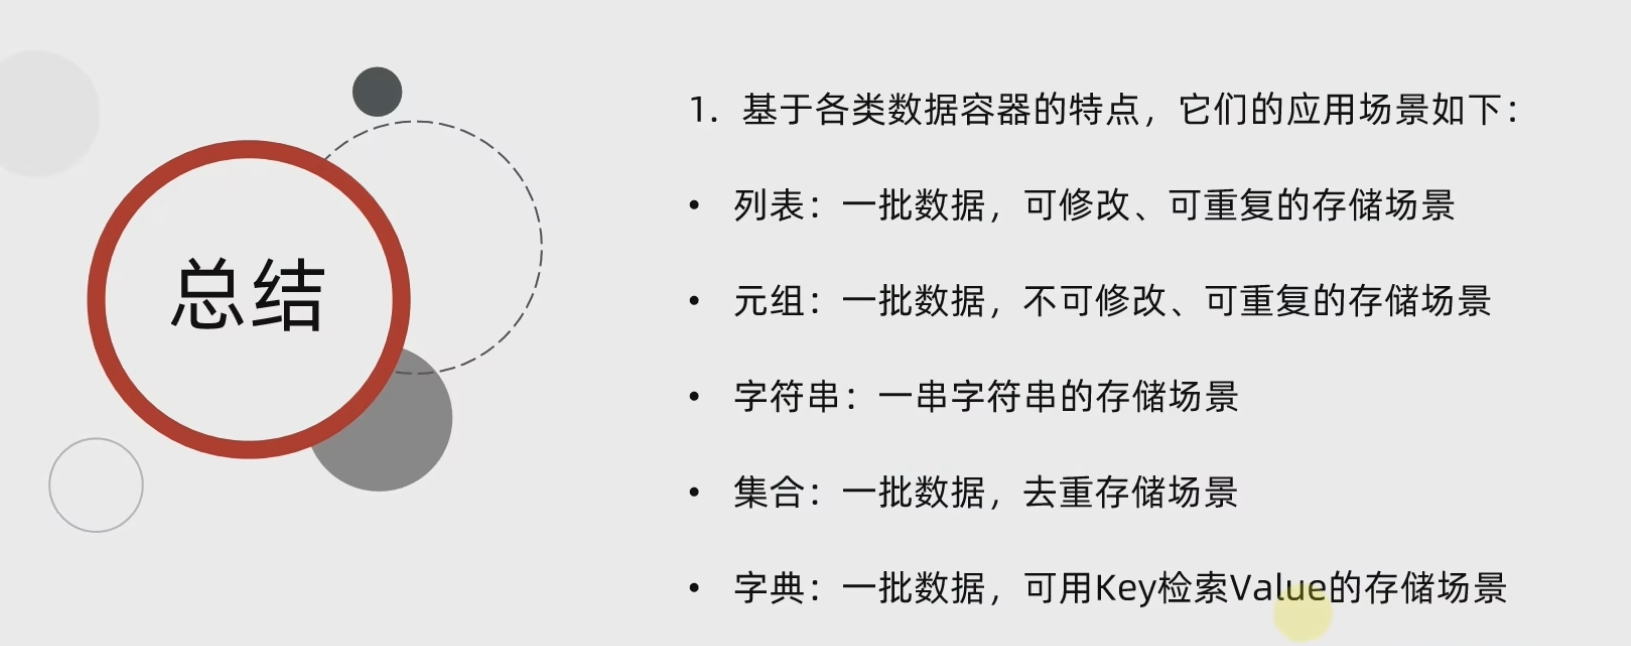 总结
1. 基于各类数据容器的特点，它们的应用场景如下：
• 列表：一批数据，可修改、可重复的存储场景
• 元组：一批数据，不可修改、可重复的存储场景
• 字符串：一串字符串的存储场景
• 集合：一批数据，去重存储场景
• 字典：一批数据，可用Key检索Value的存储场景